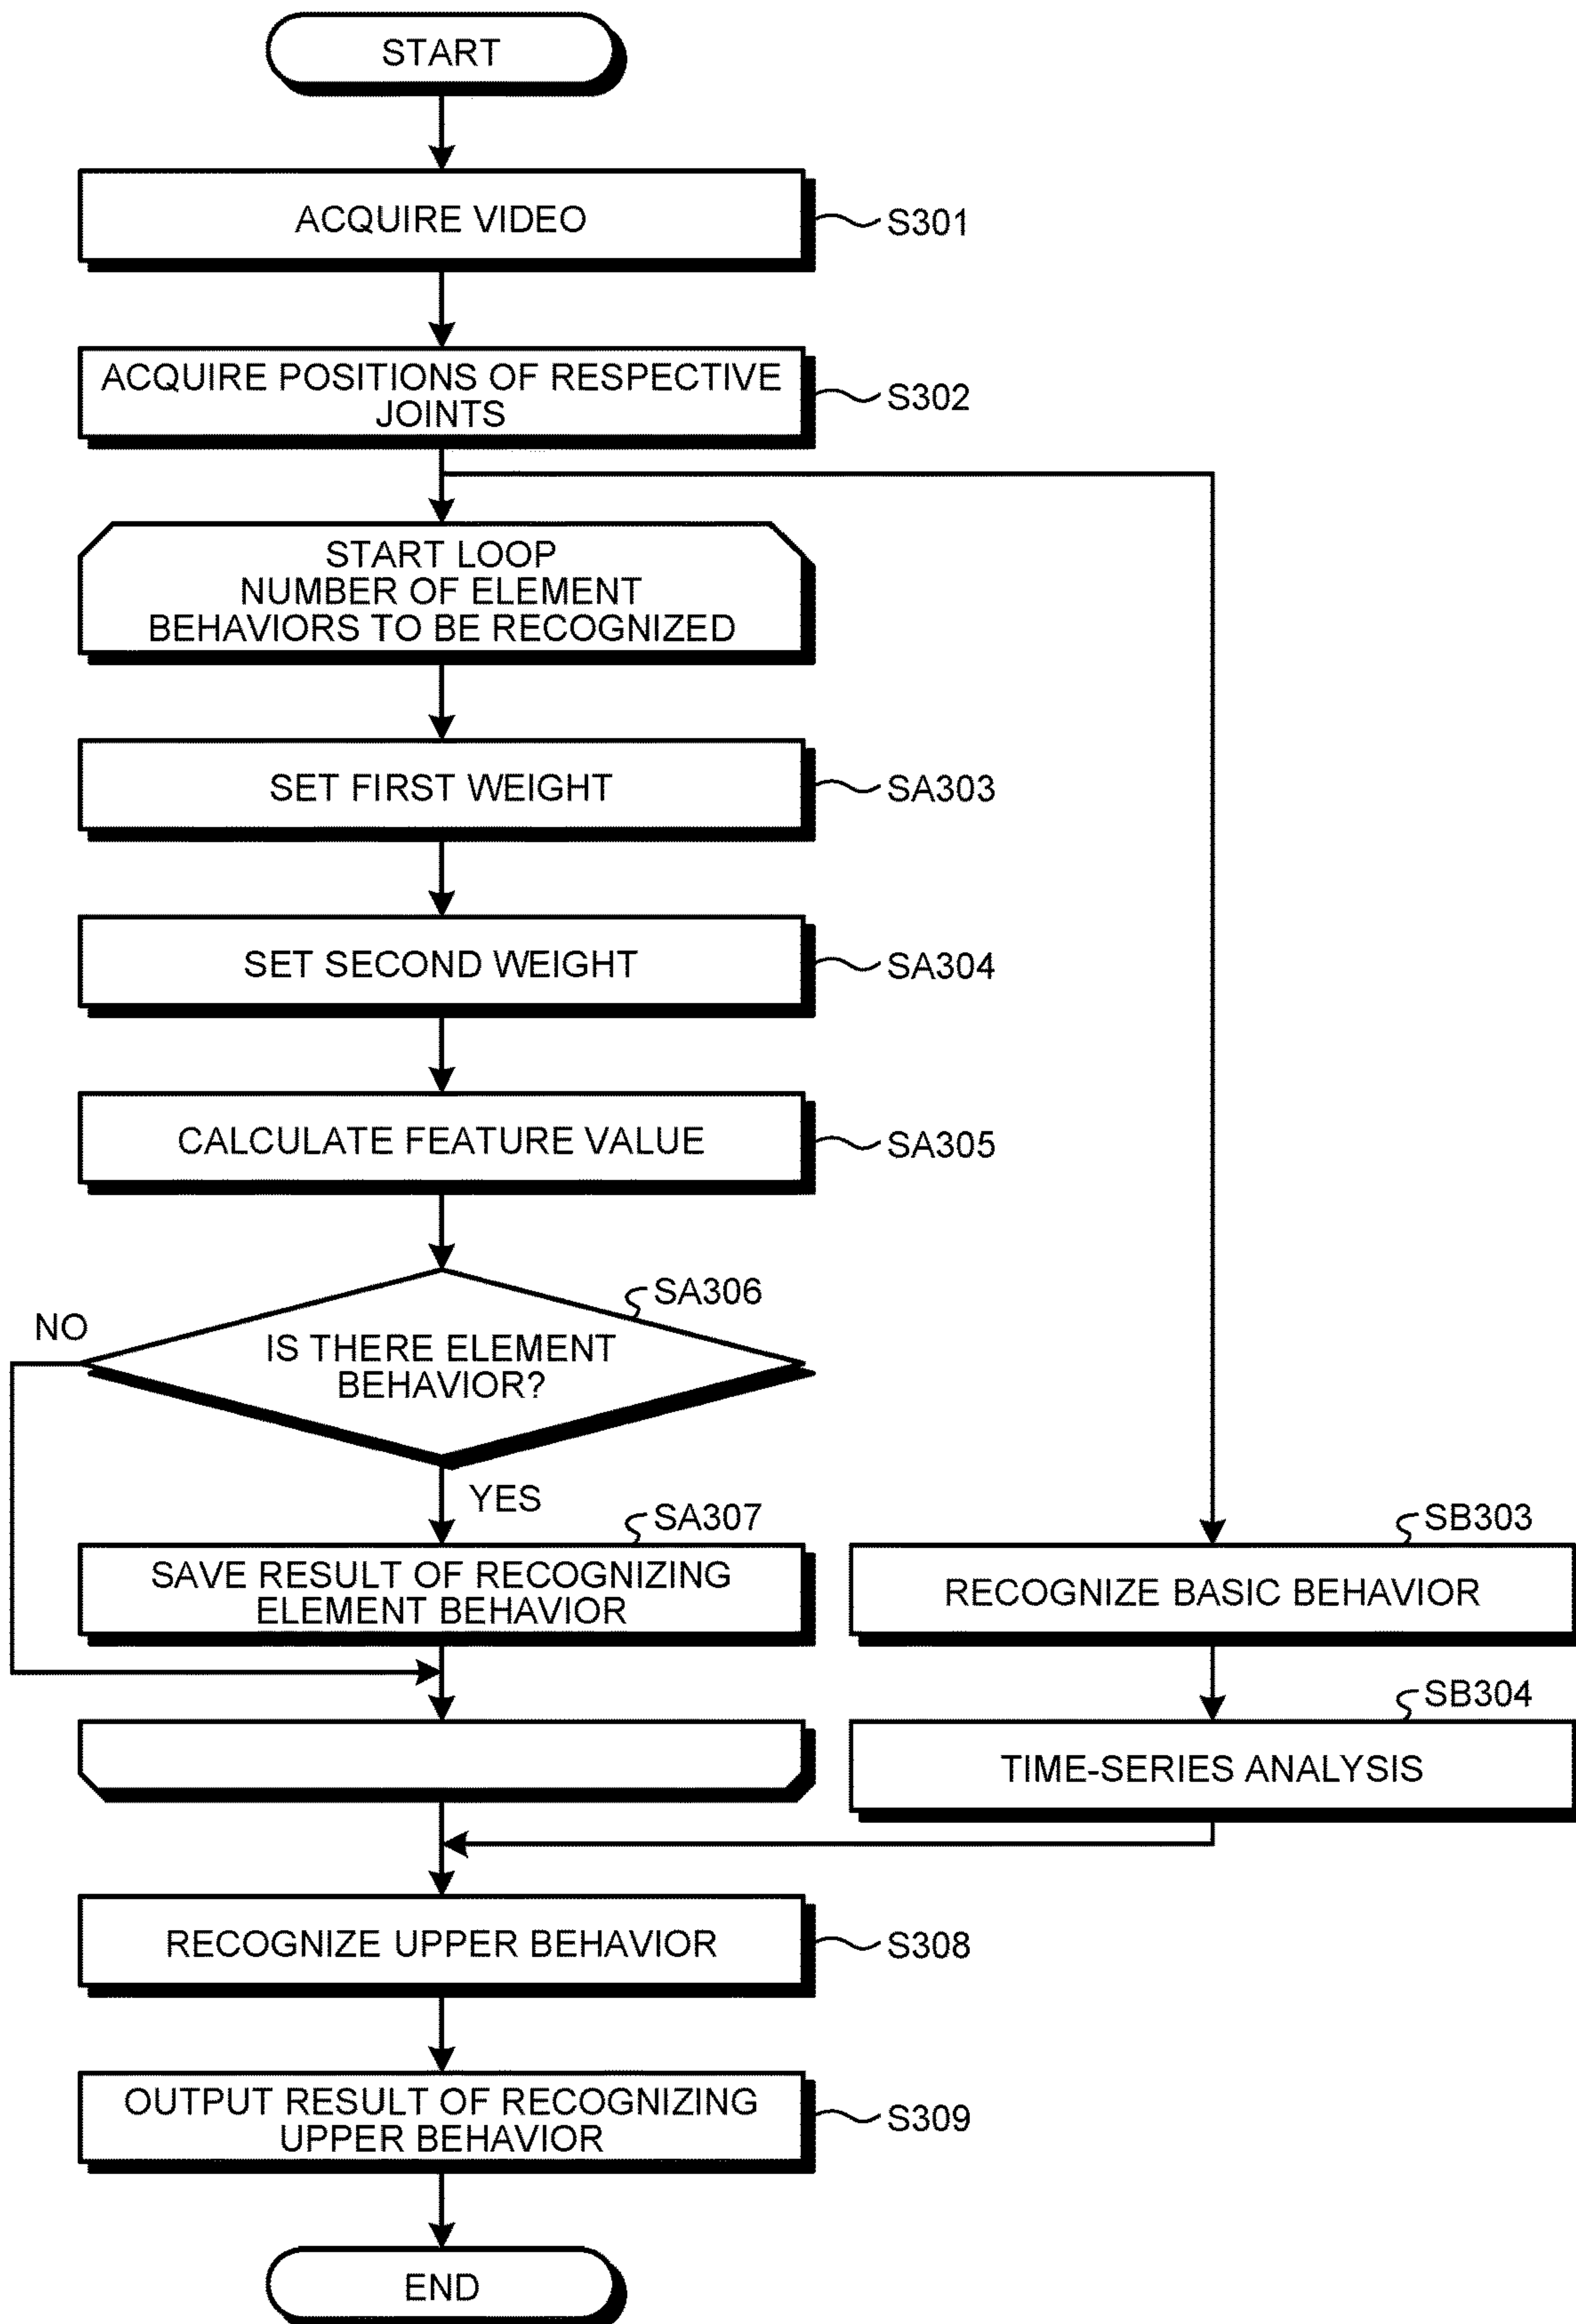 START
ACQUIRE VIDEO
S301
ACQUIRE POSITIONS OF RESPECTIVE
JOINTS
S302
START LOOP
NUMBER OF ELEMENT
BEHAVIORS TO BE RECOGNIZED
SET FIRST WEIGHT
SA303
SET SECOND WEIGHT
SA304
CALCULATE FEATURE VALUE
SA305
SA306
NO
IS THERE ELEMENT
BEHAVIOR?
YES
SA307
SAVE RESULT OF RECOGNIZING
ELEMENT BEHAVIOR
SB303
RECOGNIZE BASIC BEHAVIOR
SB304
TIME-SERIES ANALYSIS
RECOGNIZE UPPER BEHAVIOR
S308
OUTPUT RESULT OF RECOGNIZING
UPPER BEHAVIOR
S309
END